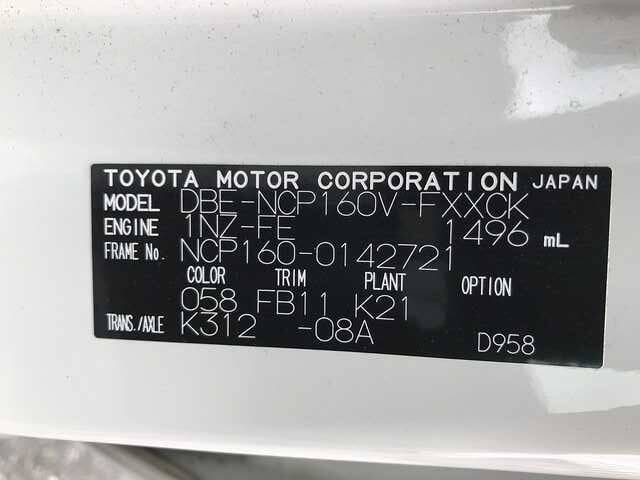 TOYOTA MOTOR CORPORATION JAPAN
MODEL DBE-NCP160V-FXXCK
ENGINE 1NZ-FE 1496 mL
FRAME No. NCP160-0142721
COLOR TRIM PLANT OPTION
058 FB11 K21
TRANS./AXLE K312 -08A
D958